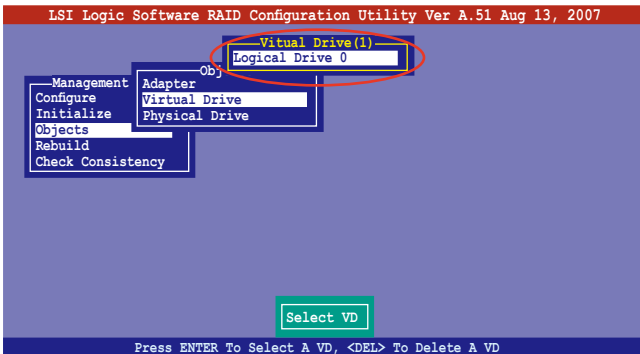 LSI Logic Software RAID Configuration Utility Ver A.51 Aug 13, 2007
Vitual Drive(1)
Logical Drive 0
Obj
Adapter
Virtual Drive
Physical Drive
Management
Configure
Initialize
Objects
Rebuild
Check Consistency
Select VD
Press ENTER To Select A VD, <DEL> To Delete A VD